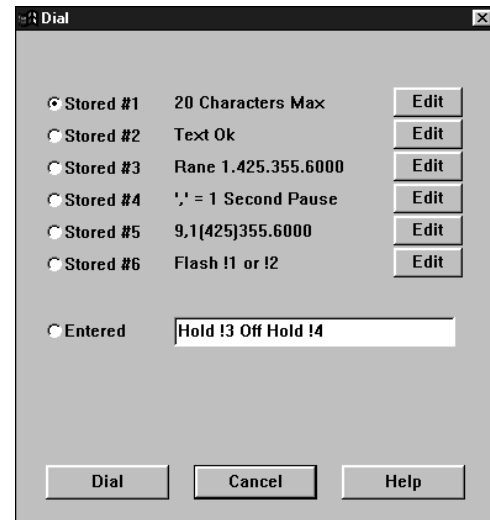 Dial
Stored #1 20 Characters Max Edit
Stored #2 Text Ok Edit
Stored #3 Rane 1.425.355.6000 Edit
Stored #4 ',' = 1 Second Pause Edit
Stored #5 9,1(425)355.6000 Edit
Stored #6 Flash !1 or !2 Edit
Entered Hold !3 Off Hold !4
Dial Cancel Help